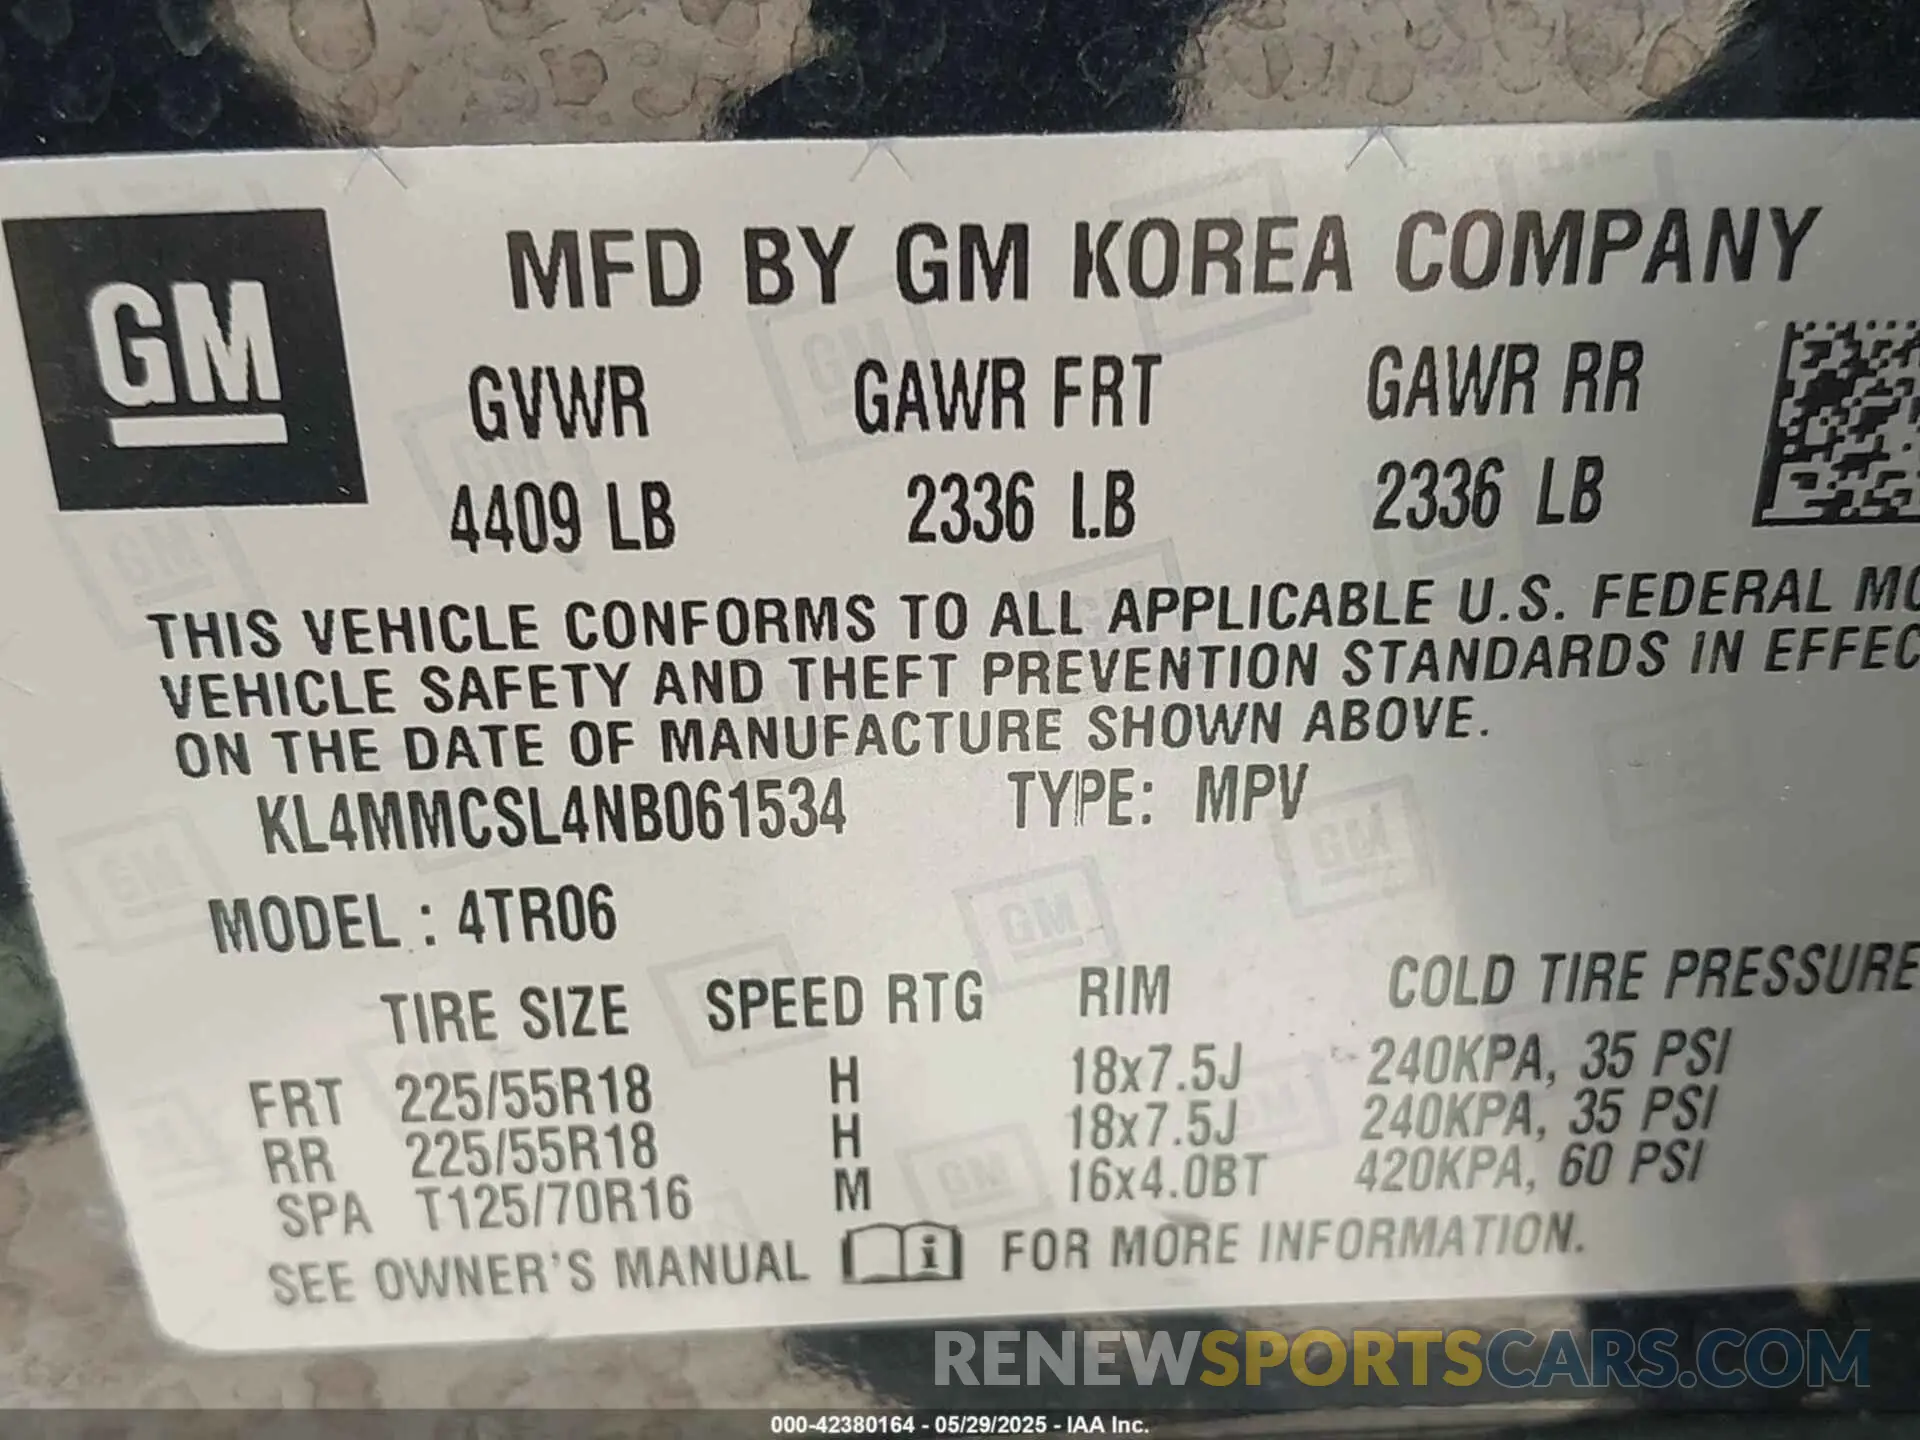 GM
MFD BY GM KOREA COMPANY
GVWR GAWR FRT GAWR RR
4409 LB 2336 LB 2336 LB
THIS VEHICLE CONFORMS TO ALL APPLICABLE U.S. FEDERAL MO
VEHICLE SAFETY AND THEFT PREVENTION STANDARDS IN EFFEC
ON THE DATE OF MANUFACTURE SHOWN ABOVE.
KL4MMCSL4NB061534 TYPE: MPV
MODEL : 4TR06
TIRE SIZE SPEED RTG RIM COLD TIRE PRESSURE
FRT 225/55R18 H 18x7.5J 240KPA, 35 PSI
RR 225/55R18 H 18x7.5J 240KPA, 35 PSI
SPA T125/70R16 M 16x4.0BT 420KPA, 60 PSI
SEE OWNER'S MANUAL i FOR MORE INFORMATION.
RENEWSPORTSCARS.COM
000-42380164 - 05/29/2025 - IAA Inc.